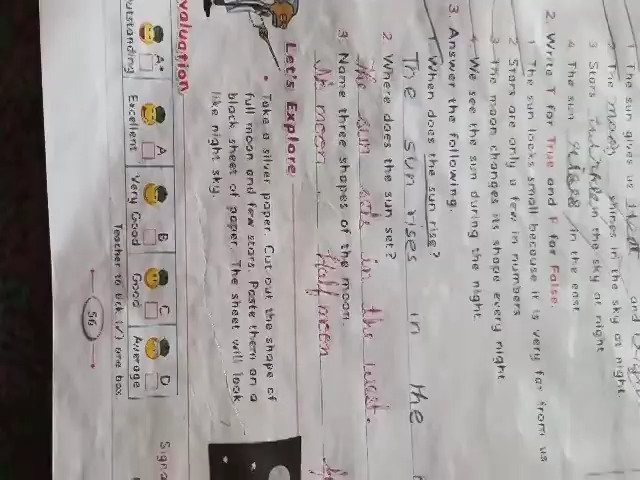 1 The sun gives us heat and
2 The moon shines in the sky at night
3 Stars twinkle in the sky at night
4 The sun rises in the east
2. Write T for True and F for False:
1 The sun looks small because it is very far from us
2 Stars are only a few in numbers
3 The moon changes its shape every night
4 We see the sun during the night
3. Answer the following.
1. When does the sun rise?
The sun rises in the
2. Where does the sun set?
The sun sets in the west.
3 Name three shapes of the moon.
moon Half moon
Let's Explore
• Take a silver paper. Cut out the shape of
full moon and few stars. Paste them on a
black sheet of paper. The sheet will look
like night sky.
valuation
A* A B C D
utstanding Excellent Very Good Good Average
Teacher to tick (√) one box.
56
Signa